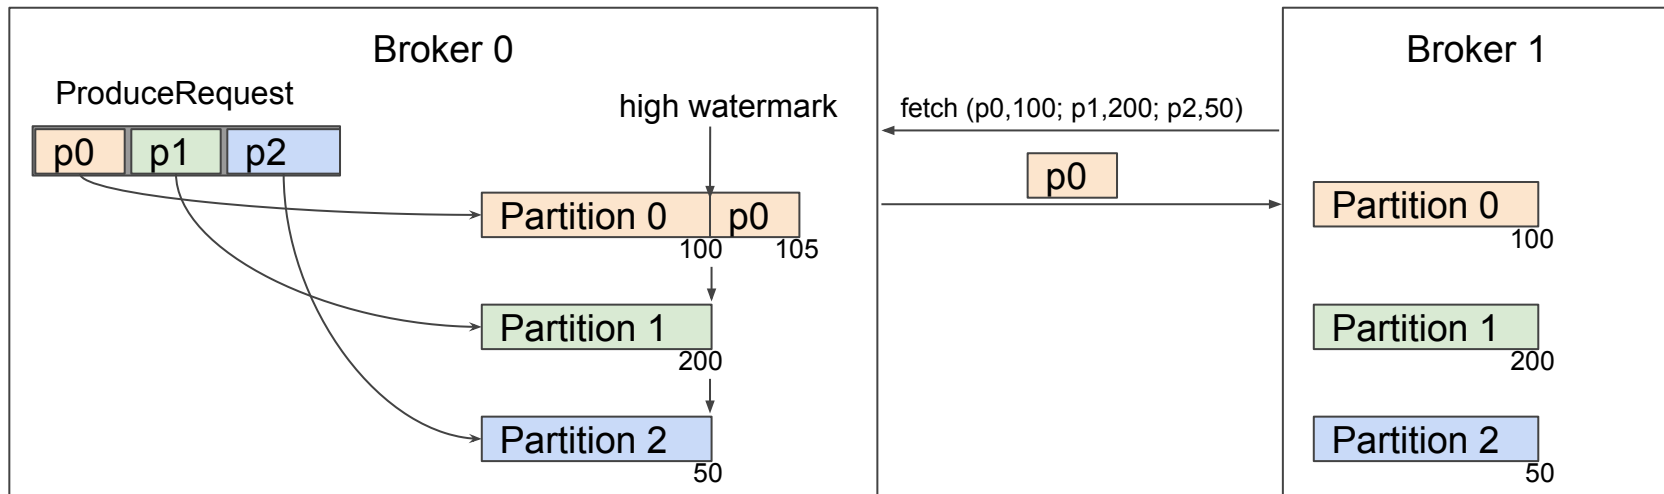 Broker 0
ProduceRequest
p0 p1 p2
high watermark
Partition 0 p0
100 105
Partition 1
200
Partition 2
50
fetch (p0,100; p1,200; p2,50)
p0
Broker 1
Partition 0
100
Partition 1
200
Partition 2
50